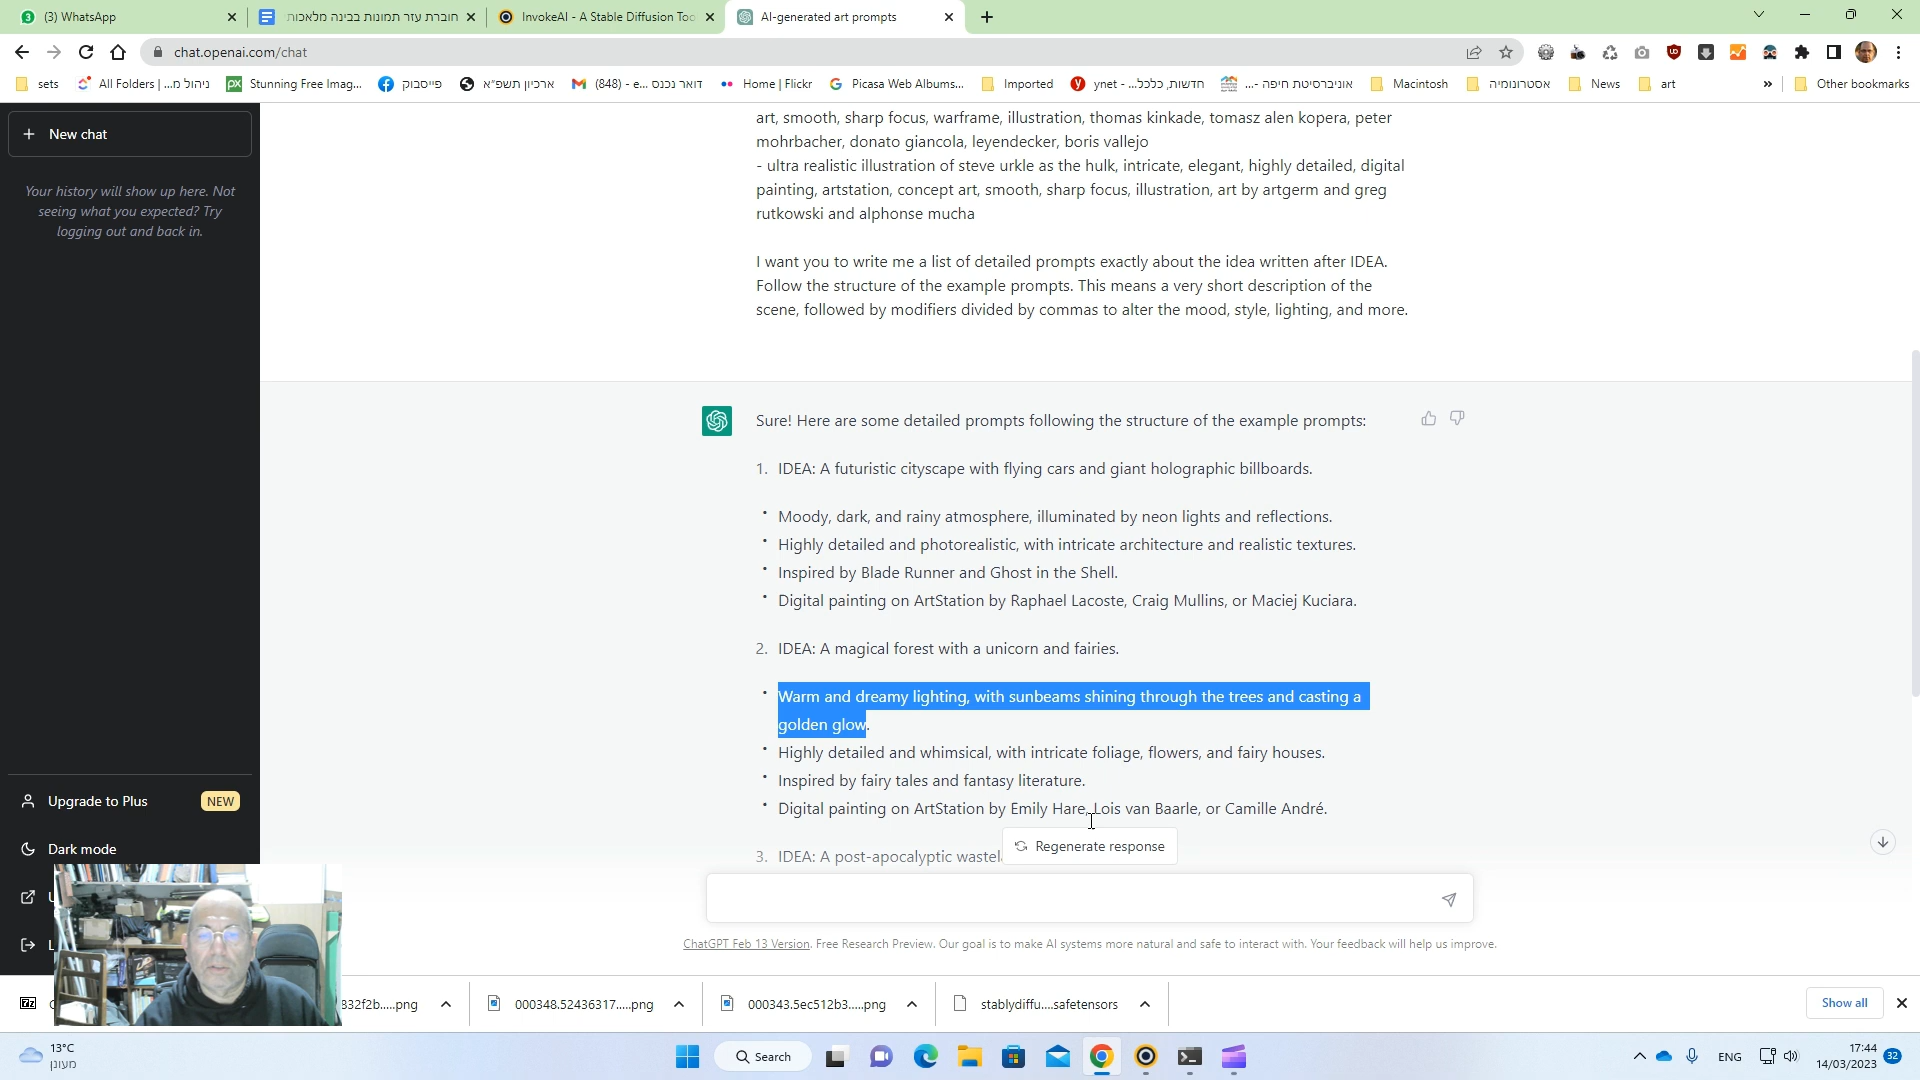 (3) WhatsApp
חוברת עזר תמונות בבינה מלאכותי
InvokeAI - A Stable Diffusion Too
AI-generated art prompts
chat.openai.com/chat
sets
All Folders | ...ניהול מ
Stunning Free Imag...
פייסבוק
ארכיון תשפ"א
דואר נכנס (848) - e...
Home | Flickr
Picasa Web Albums...
Imported
ynet - ...חדשות, כלכל
אוניברסיטת חיפה -...
Macintosh
אסטרונומיה
News
art
»
Other bookmarks
New chat
Your history will show up here. Not
seeing what you expected? Try
logging out and back in.
art, smooth, sharp focus, warframe, illustration, thomas kinkade, tomasz alen kopera, peter
mohrbacher, donato giancola, leyendecker, boris vallejo
- ultra realistic illustration of steve urkle as the hulk, intricate, elegant, highly detailed, digital
painting, artstation, concept art, smooth, sharp focus, illustration, art by artgerm and greg
rutkowski and alphonse mucha
I want you to write me a list of detailed prompts exactly about the idea written after IDEA.
Follow the structure of the example prompts. This means a very short description of the
scene, followed by modifiers divided by commas to alter the mood, style, lighting, and more.
Sure! Here are some detailed prompts following the structure of the example prompts:
1. IDEA: A futuristic cityscape with flying cars and giant holographic billboards.
• Moody, dark, and rainy atmosphere, illuminated by neon lights and reflections.
• Highly detailed and photorealistic, with intricate architecture and realistic textures.
• Inspired by Blade Runner and Ghost in the Shell.
• Digital painting on ArtStation by Raphael Lacoste, Craig Mullins, or Maciej Kuciara.
2. IDEA: A magical forest with a unicorn and fairies.
• Warm and dreamy lighting, with sunbeams shining through the trees and casting a
golden glow.
• Highly detailed and whimsical, with intricate foliage, flowers, and fairy houses.
• Inspired by fairy tales and fantasy literature.
• Digital painting on ArtStation by Emily Hare, Lois van Baarle, or Camille André.
3. IDEA: A post-apocalyptic wastel
Regenerate response
Upgrade to Plus
NEW
Dark mode
ChatGPT Feb 13 Version. Free Research Preview. Our goal is to make AI systems more natural and safe to interact with. Your feedback will help us improve.
832f2b.....png
000348.52436317.....png
000343.5ec512b3.....png
stablydiffu....safetensors
Show all
13°C
מעונן
Search
ENG
17:44
14/03/2023
32